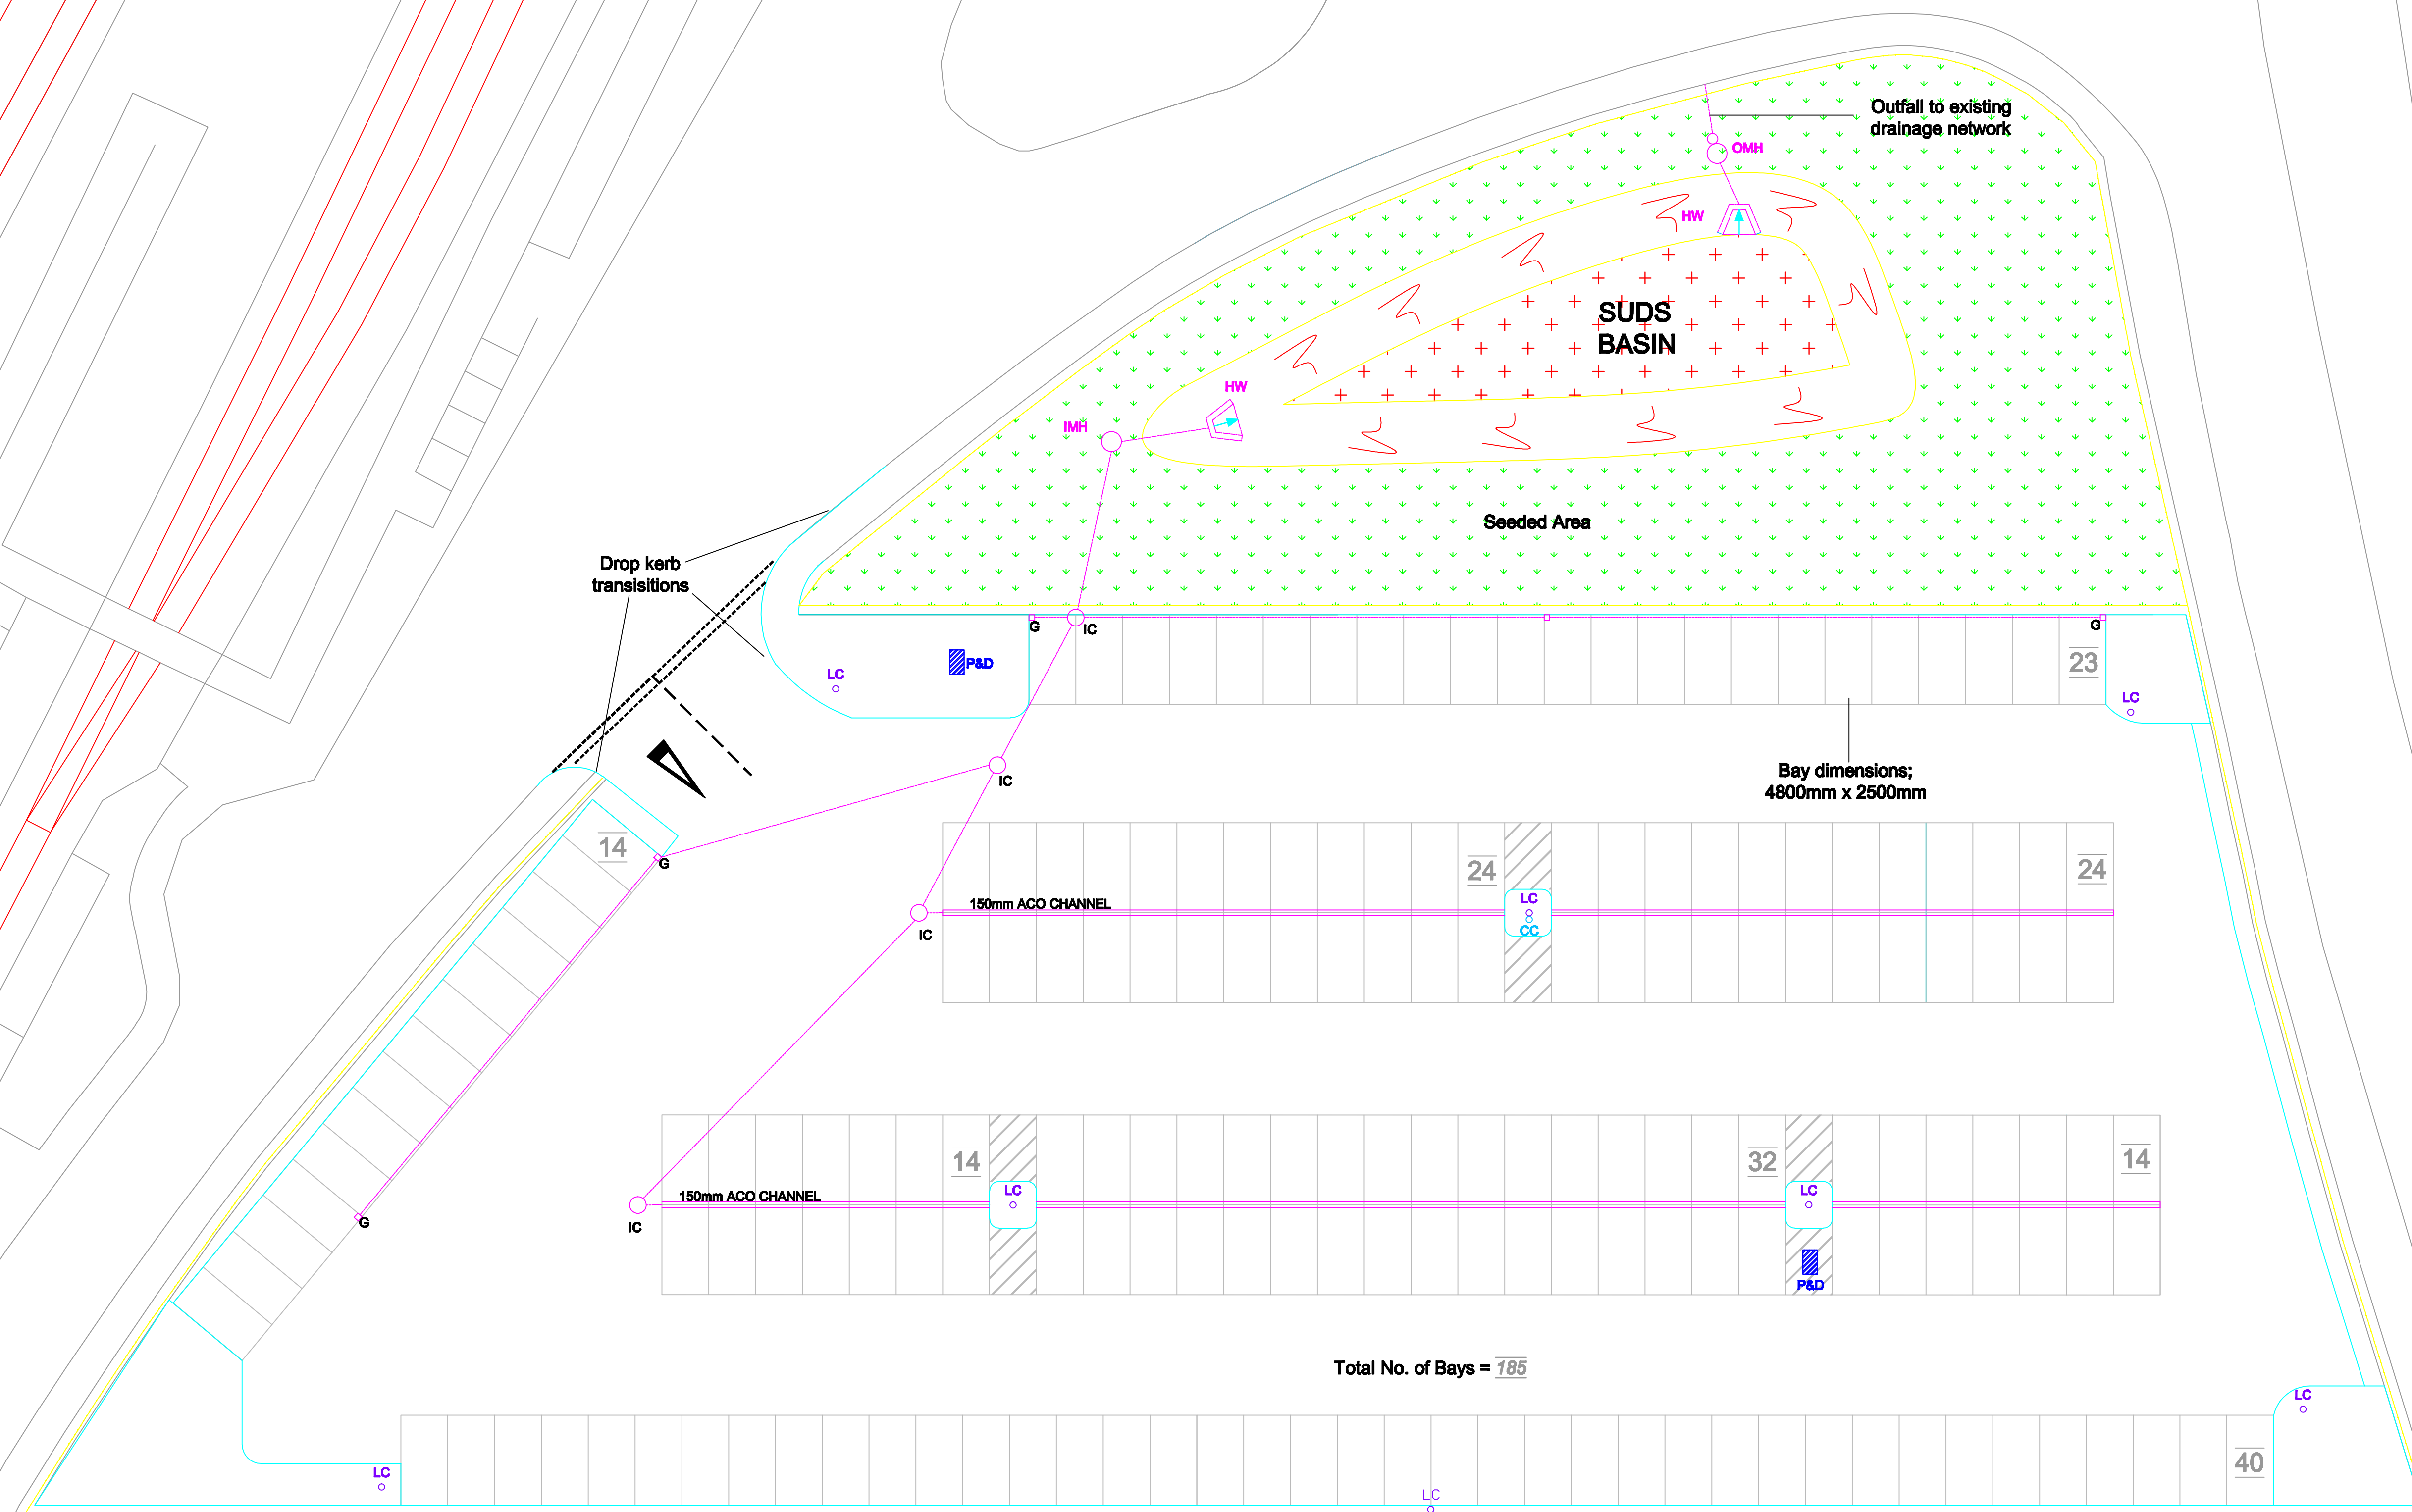 Outfall to existing
drainage network
OMH
HW
SUDS
BASIN
HW
IMH
Seeded Area
Drop kerb
transisitions
G
IC
G
P&D
LC
23
LC
IC
Bay dimensions;
4800mm x 2500mm
14
G
24
24
150mm ACO CHANNEL
LC
CC
IC
14
32
14
150mm ACO CHANNEL
LC
LC
G
IC
P&D
Total No. of Bays = 185
LC
40
LC
LC